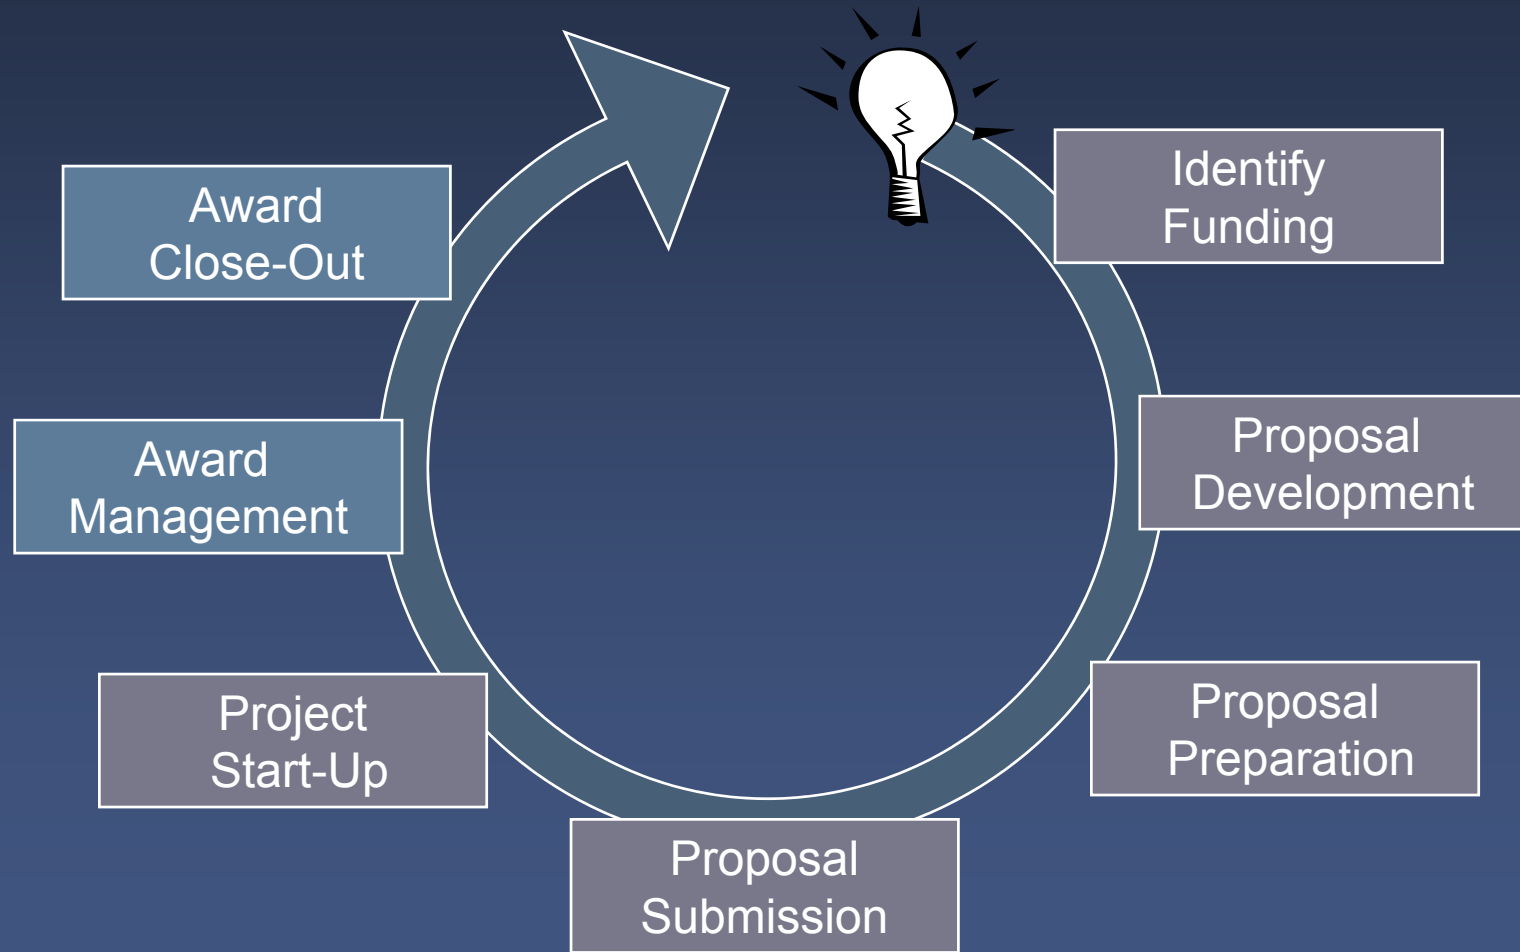 Identify
Funding
Proposal
Development
Proposal
Preparation
Proposal
Submission
Project
Start-Up
Award
Management
Award
Close-Out